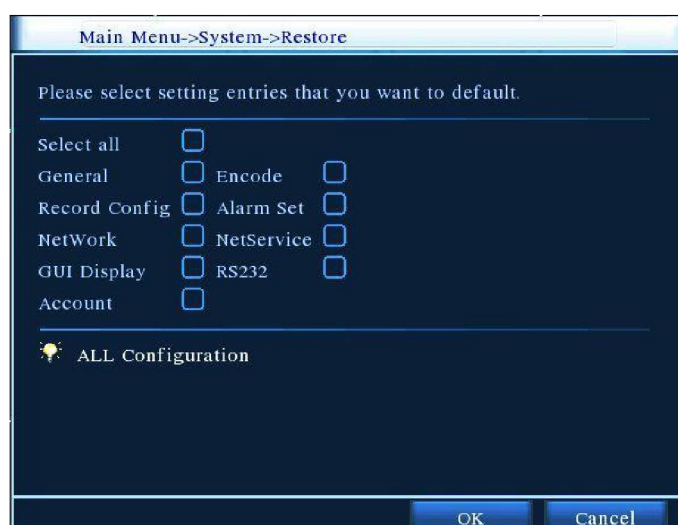 Main Menu->System->Restore
Please select setting entries that you want to default.
Select all
General Encode
Record Config Alarm Set
NetWork NetService
GUI Display RS232
Account
ALL Configuration
OK Cancel